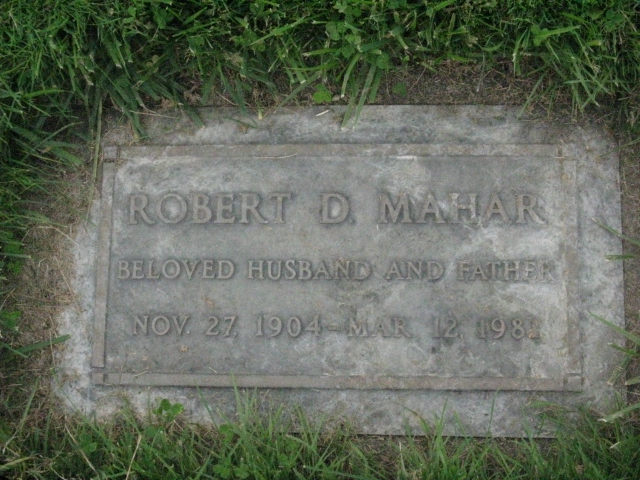 ROBERT D. MAHAR
BELOVED HUSBAND AND FATHER
NOV. 27, 1904 - MAR. 12,